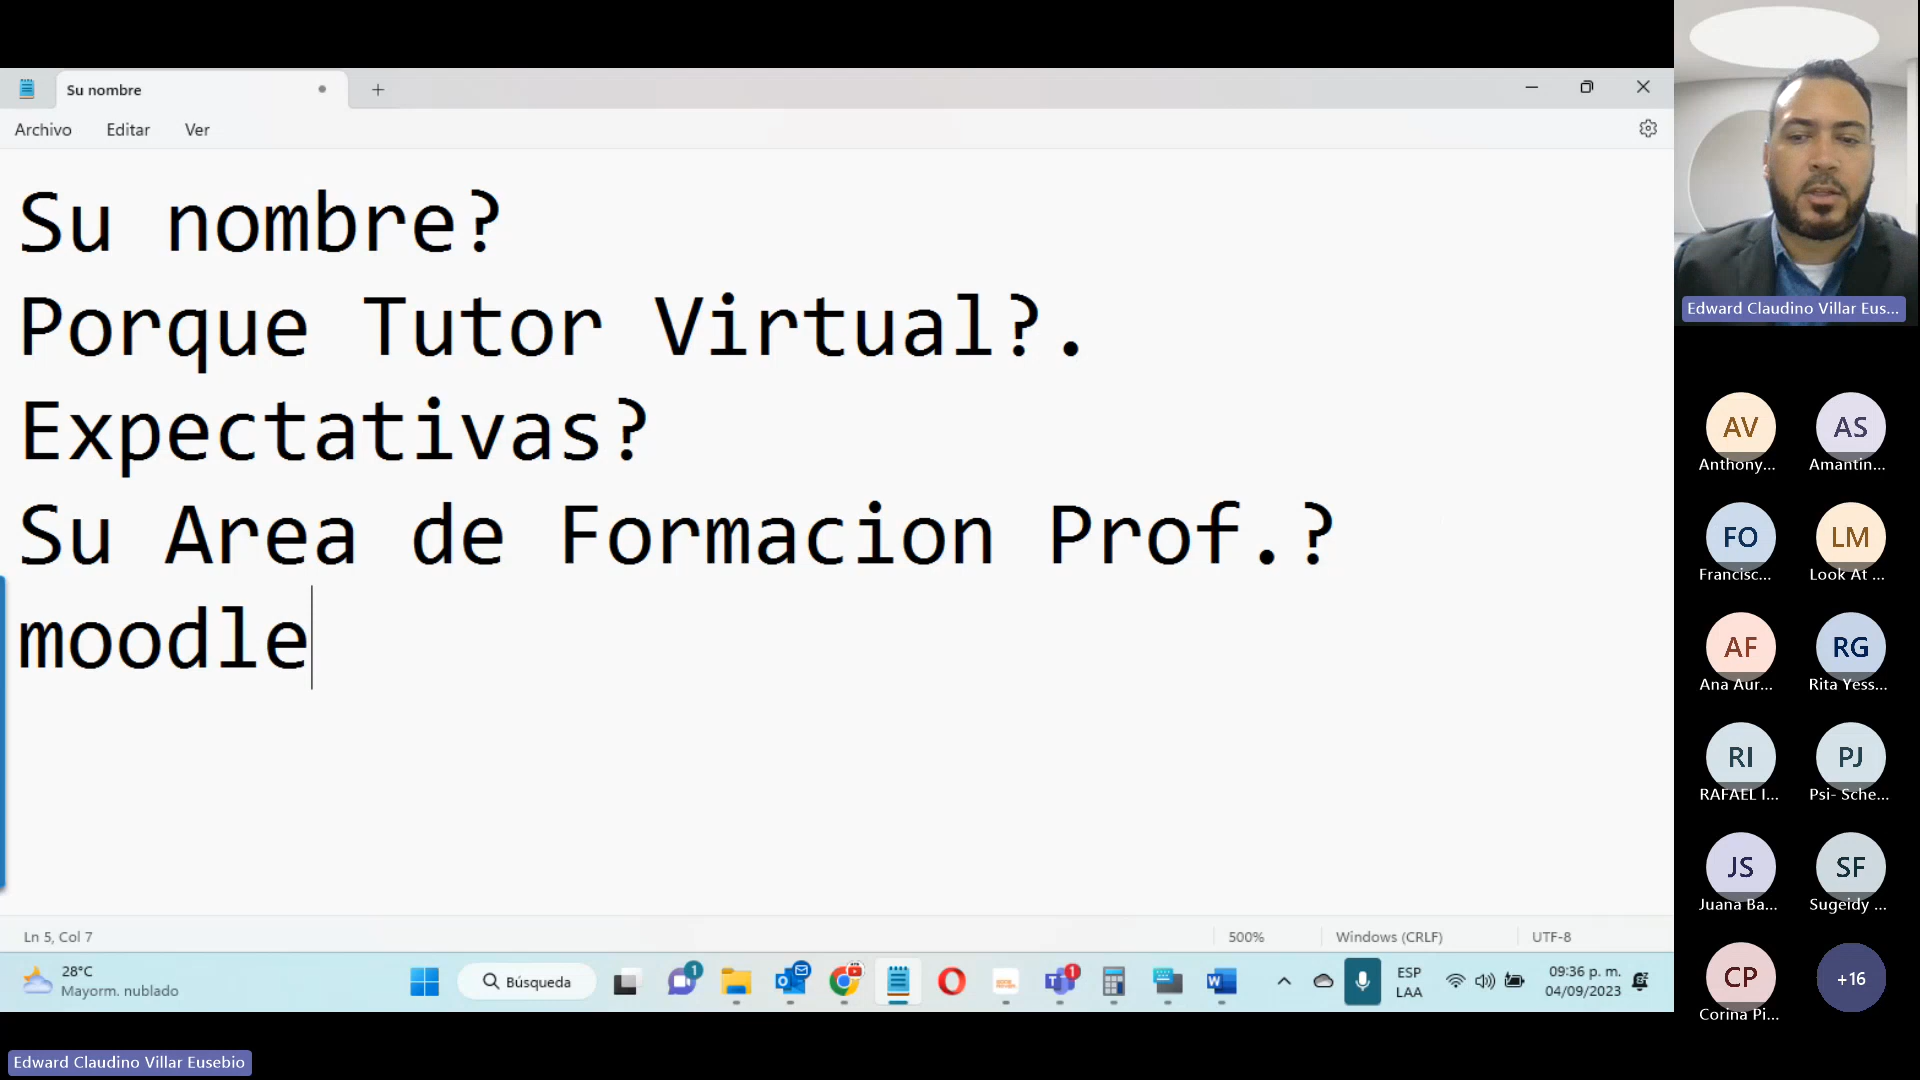 Su nombre
Archivo Editar Ver
Su nombre?
Porque Tutor Virtual?.
Expectativas?
Su Area de Formacion Prof.?
moodle
Ln 5, Col 7
500%
Windows (CRLF)
UTF-8
28°C
Mayorm. nublado
Búsqueda
1
1
ESP
LAA
09:36 p. m.
04/09/2023
Edward Claudino Villar Eus...
AV
Anthony...
AS
Amantin...
FO
Francisc...
LM
Look At ...
AF
Ana Aur...
RG
Rita Yess...
RI
RAFAEL I...
PJ
Psi- Sche...
JS
Juana Ba...
SF
Sugeidy ...
CP
Corina Pi...
+16
Edward Claudino Villar Eusebio